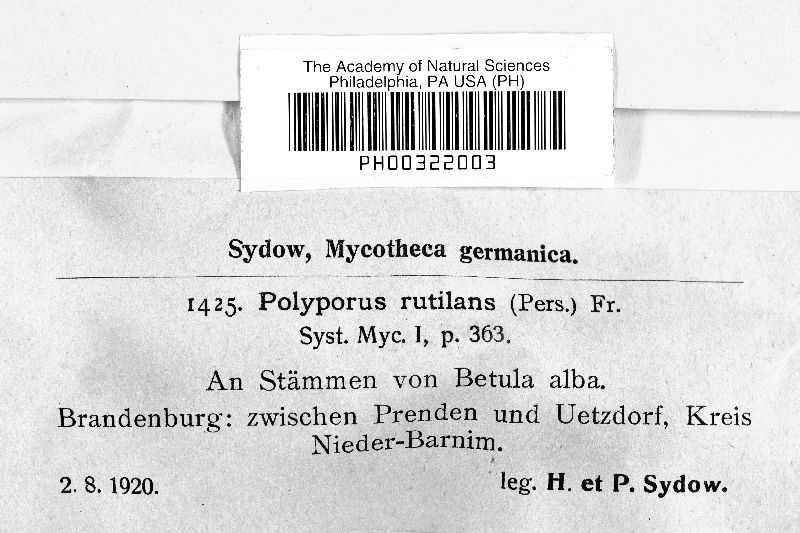 The Academy of Natural Sciences
Philadelphia, PA USA (PH)
PH00322003
Sydow, Mycotheca germanica.
1425. Polyporus rutilans (Pers.) Fr.
Syst. Myc. I, p. 363.
An Stämmen von Betula alba.
Brandenburg: zwischen Prenden und Uetzdorf, Kreis
Nieder-Barnim.
2. 8. 1920. leg. H. et P. Sydow.